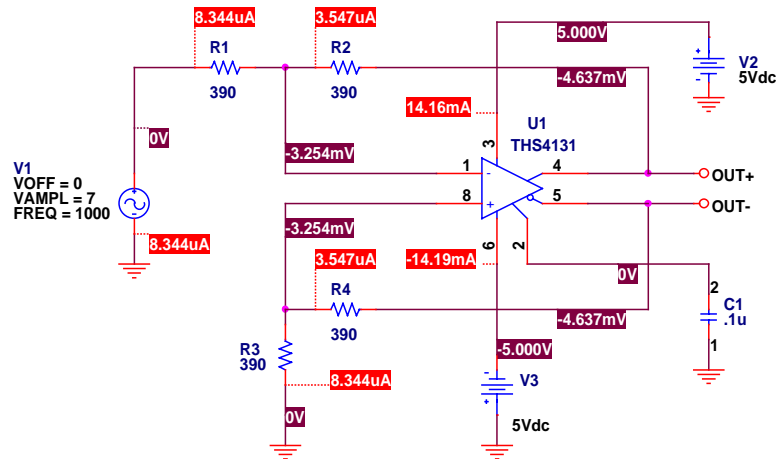 8.344uA
3.547uA
5.000V
R1
R2
V2
5Vdc
390
390
-4.637mV
14.16mA
U1
THS4131
0V
3
-3.254mV
1
-
4
OUT+
V1
VOFF = 0
VAMPL = 7
FREQ = 1000
8
+
5
OUT-
-3.254mV
6
2
8.344uA
-14.19mA
3.547uA
0V
R4
2
C1
.1u
-4.637mV
390
1
R3
390
-5.000V
8.344uA
V3
0V
5Vdc